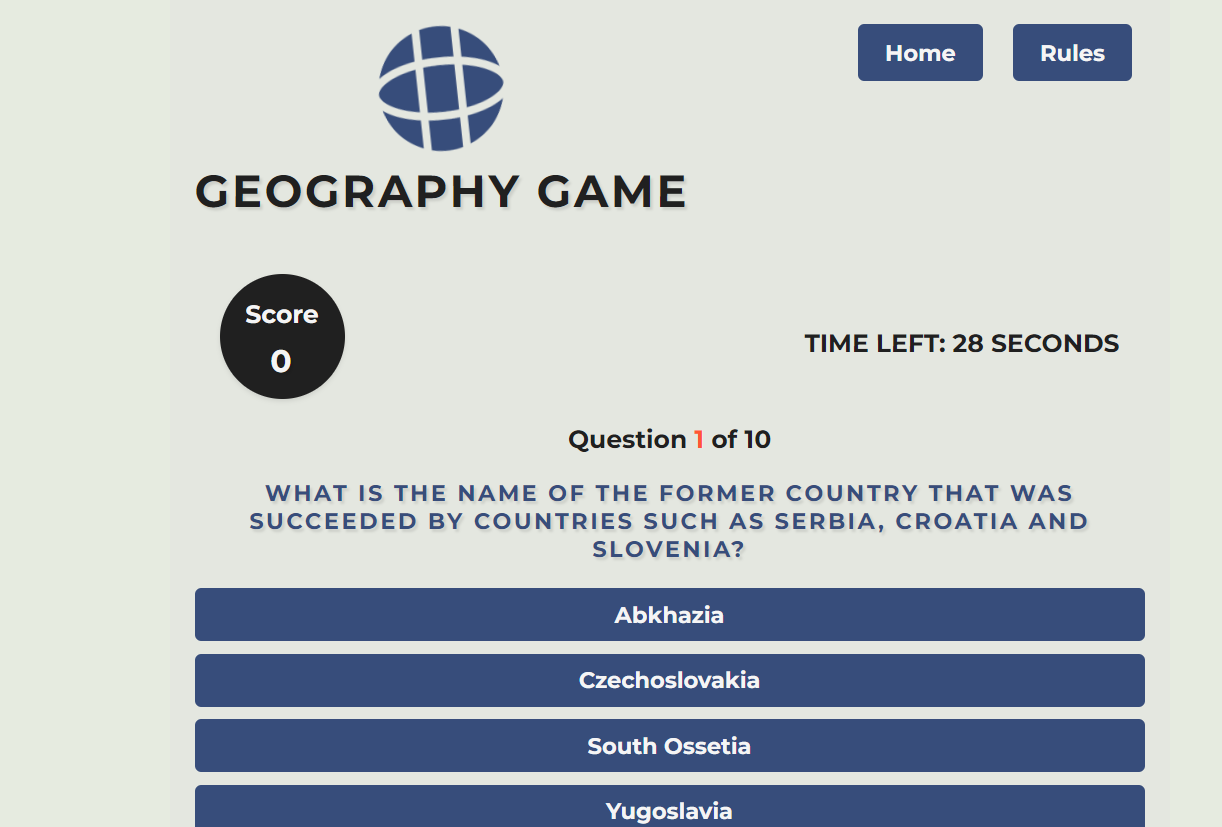 Home
Rules
GEOGRAPHY GAME
Score
0
TIME LEFT: 28 SECONDS
Question 1 of 10
WHAT IS THE NAME OF THE FORMER COUNTRY THAT WAS
SUCCEEDED BY COUNTRIES SUCH AS SERBIA, CROATIA AND
SLOVENIA?
Abkhazia
Czechoslovakia
South Ossetia
Yugoslavia